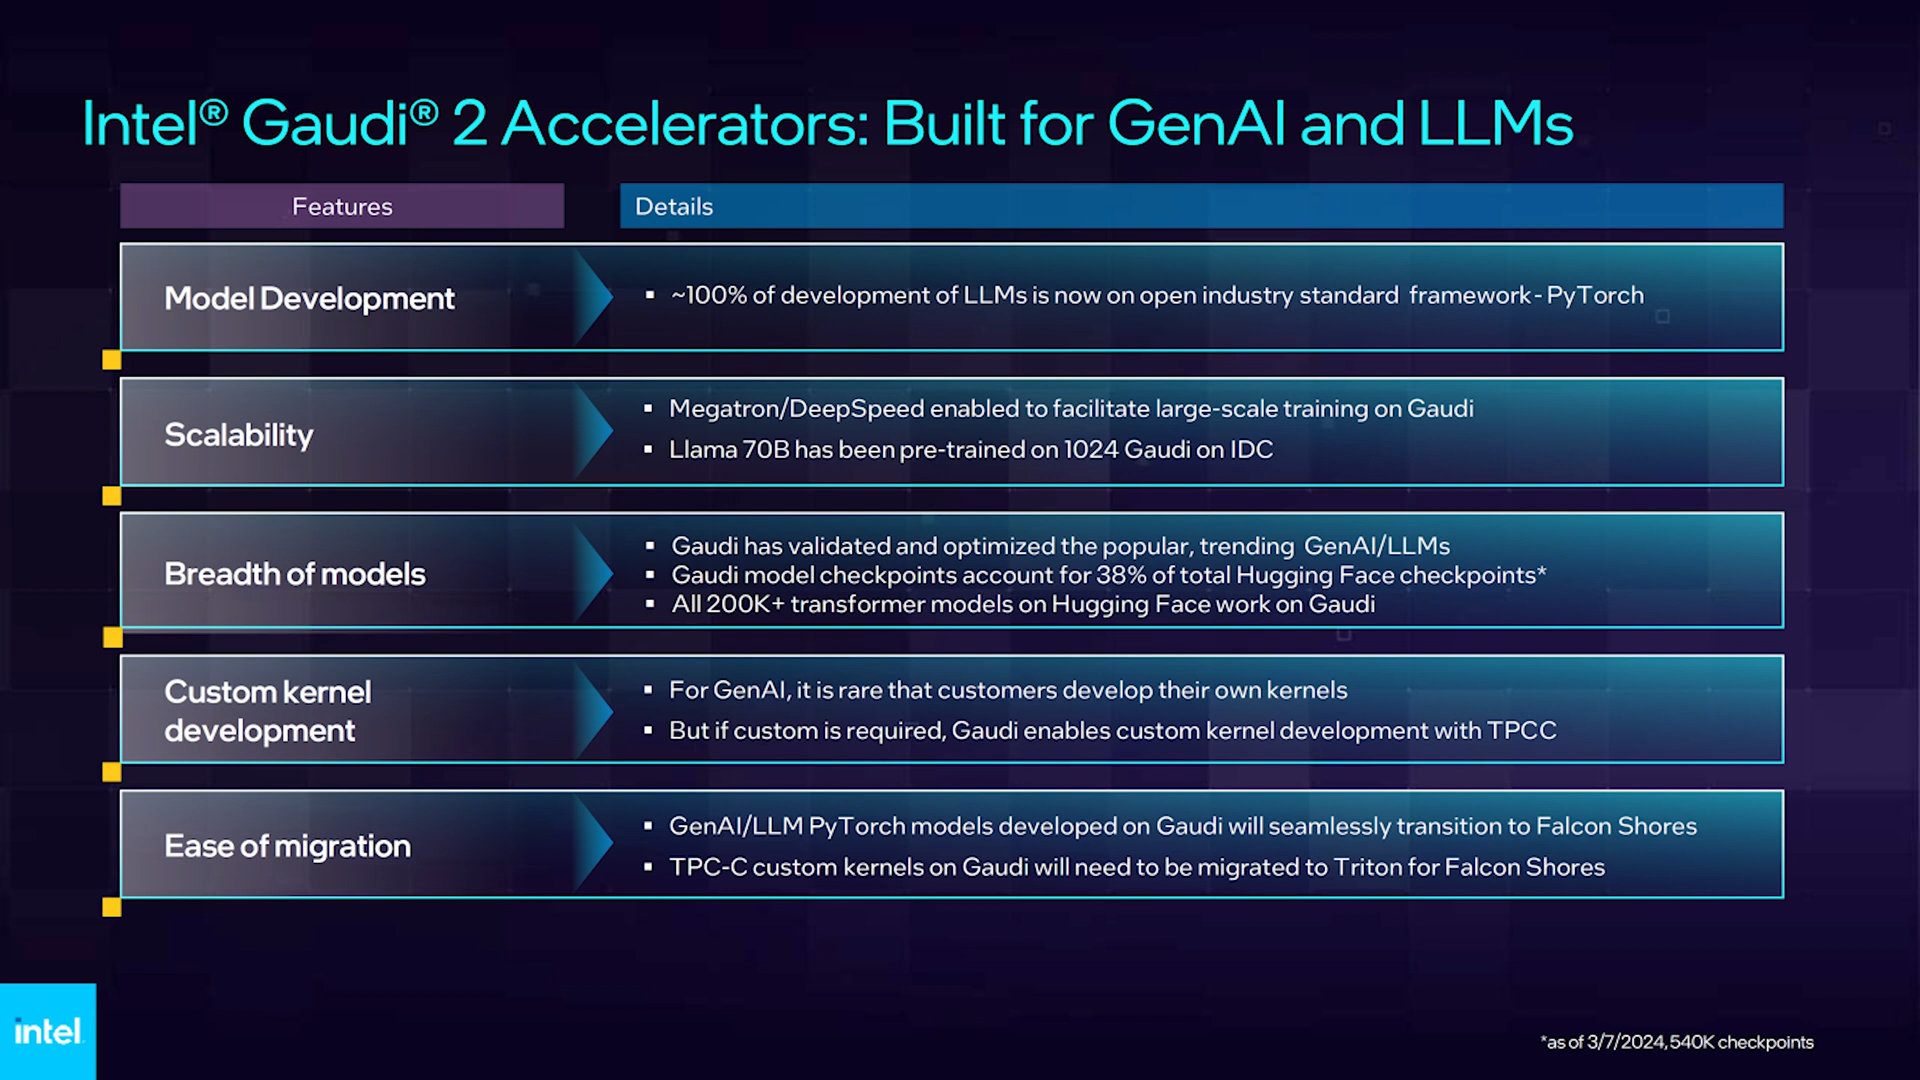 Intel® Gaudi® 2 Accelerators: Built for GenAI and LLMs
Features
Details
Model Development
~100% of development of LLMs is now on open industry standard framework - PyTorch
Scalability
Megatron/DeepSpeed enabled to facilitate large-scale training on Gaudi
Llama 70B has been pre-trained on 1024 Gaudi on IDC
Breadth of models
Gaudi has validated and optimized the popular, trending GenAI/LLMs
Gaudi model checkpoints account for 38% of total Hugging Face checkpoints*
All 200K+ transformer models on Hugging Face work on Gaudi
Custom kernel
development
For GenAI, it is rare that customers develop their own kernels
But if custom is required, Gaudi enables custom kernel development with TPCC
Ease of migration
GenAI/LLM PyTorch models developed on Gaudi will seamlessly transition to Falcon Shores
TPC-C custom kernels on Gaudi will need to be migrated to Triton for Falcon Shores
intel
*as of 3/7/2024, 540K checkpoints